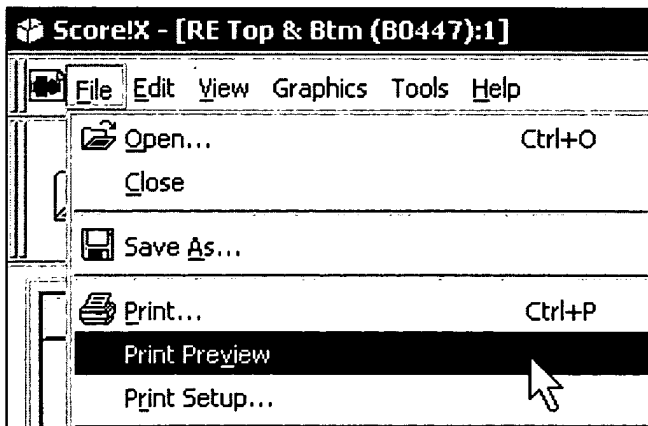 Score!X - [RE Top & Btm (B0447):1]
File Edit View Graphics Tools Help
Open... Ctrl+O
Close
Save As...
Print... Ctrl+P
Print Preview
Print Setup...